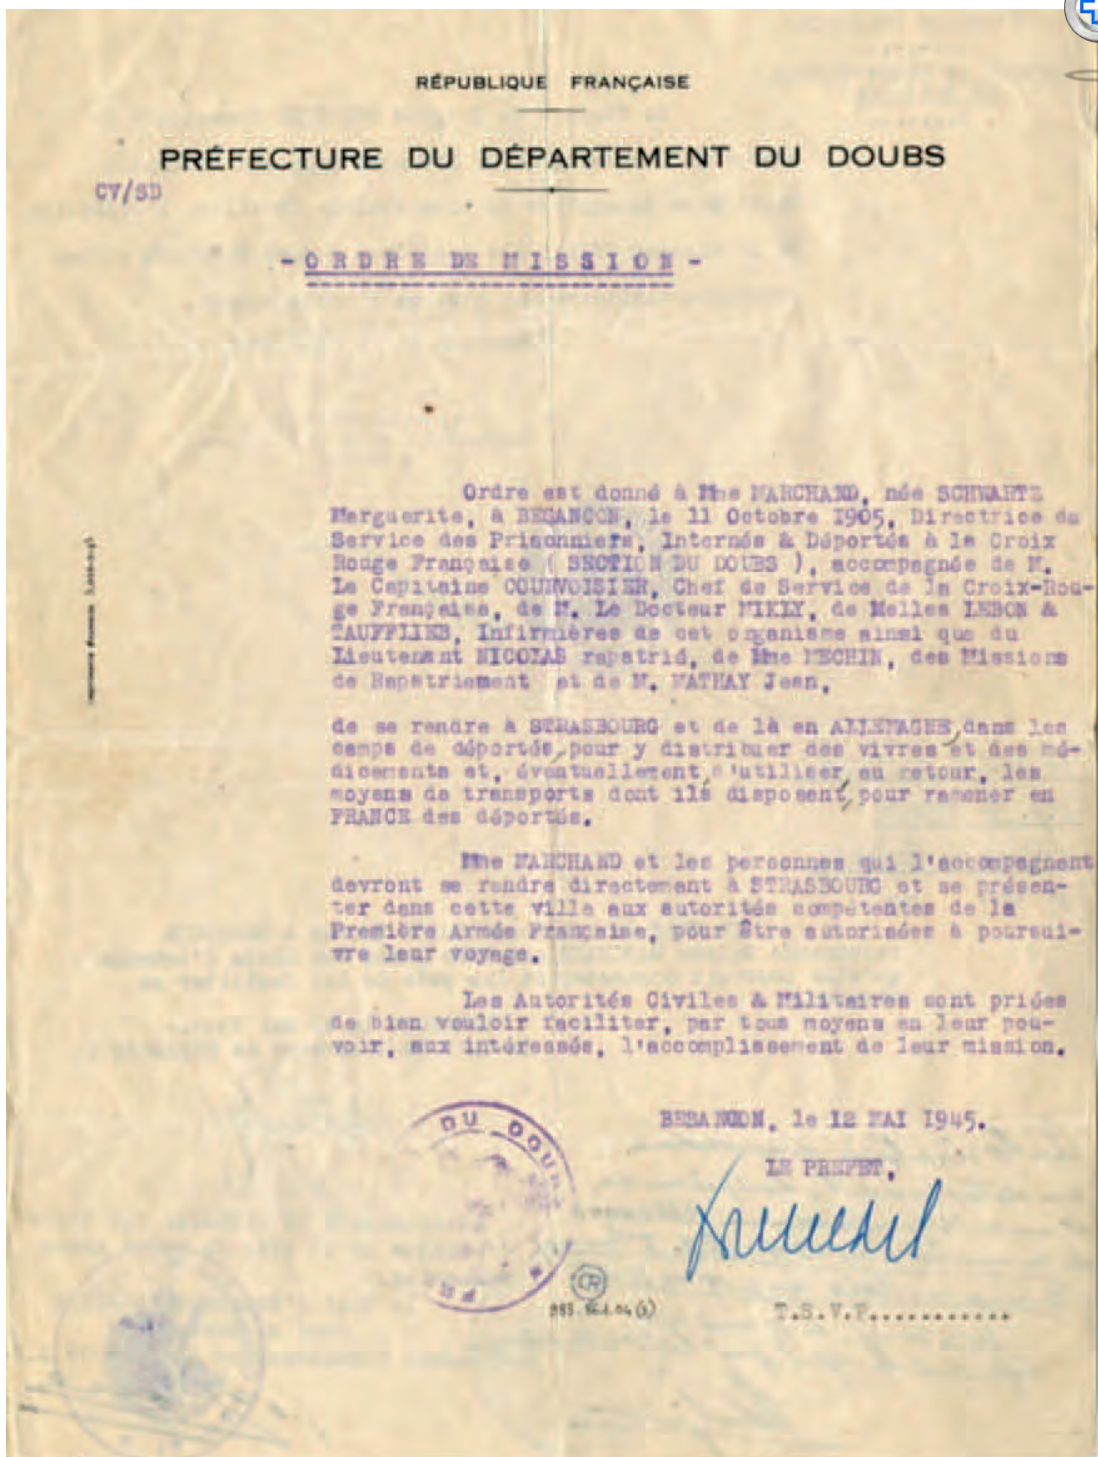 RÉPUBLIQUE FRANÇAISE
PRÉFECTURE DU DÉPARTEMENT DU DOUBS
CV/SD
- ORDRE DE MISSION -
Ordre est donné à Mme MARCHAND, née SCHWARTZ
Marguerite, à BESANCON, le 11 Octobre 1905, Directrice du
Service des Prisonniers, Internés & Déportés à la Croix
Rouge Française ( SECTION DU DOUBS ), accompagnée de M.
Le Capitaine COURVOISIER, Chef de Service de la Croix-Rou-
ge Française, de M. Le Docteur MIKLY, de Melles LEBON &
TAUFFLIEB, Infirmières de cet organisme ainsi que du
Lieutenant NICOLAS rapatrié, de Mme MECHIN, des Missions
de Rapatriement et de M. MATHAY Jean,
de se rendre à STRASBOURG et de là en ALLEMAGNE, dans les
camps de déportés, pour y distribuer des vivres et des mé-
dicaments et, éventuellement, d'utiliser, au retour, les
moyens de transports dont ils disposent, pour ramener en
FRANCE des déportés.
Mme MARCHAND et les personnes qui l'accompagnent
devront se rendre directement à STRASBOURG et se présen-
ter dans cette ville aux autorités compétentes de la
Première Armée Française, pour être autorisées à poursui-
vre leur voyage.
Les Autorités Civiles & Militaires sont priées
de bien vouloir faciliter, par tous moyens en leur pou-
voir, aux intéressés, l'accomplissement de leur mission.
BESANCON, le 12 MAI 1945.
LE PREFET,
DU DOUBS
PRE
CR
T.S.V.P............